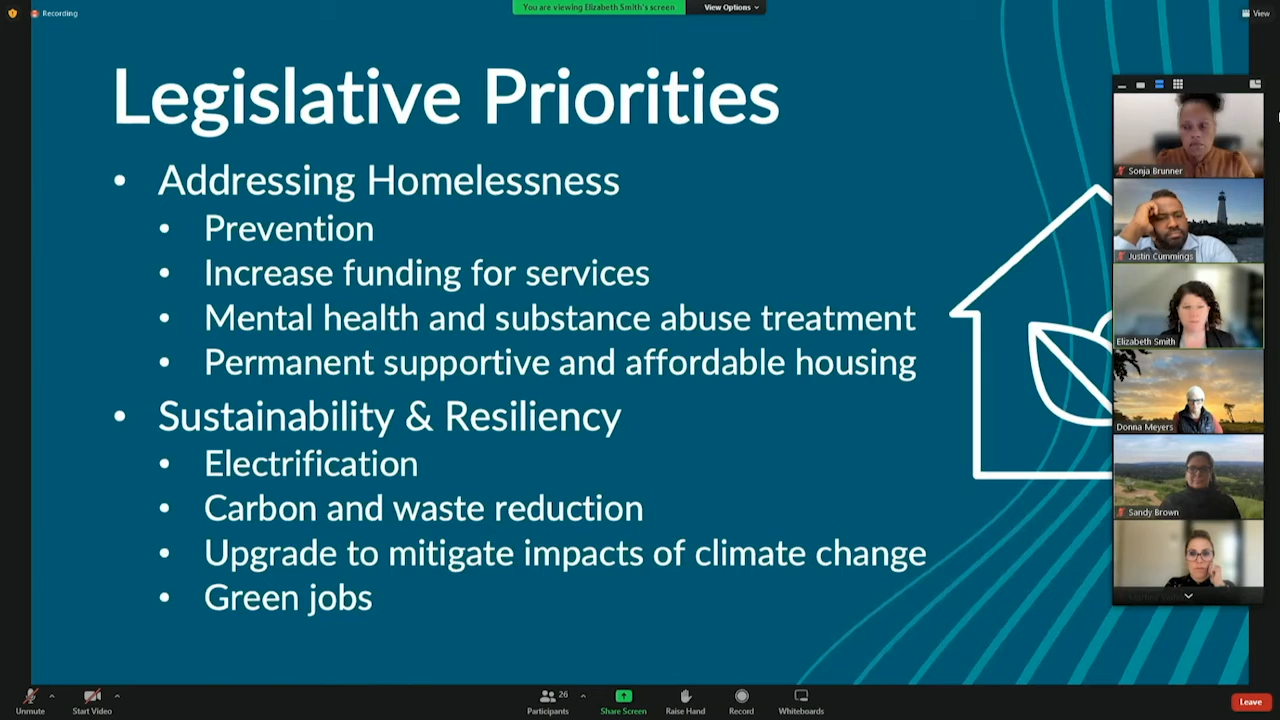 Recording
You are viewing Elizabeth Smith's screen
View Options
View
Legislative Priorities
• Addressing Homelessness
• Prevention
• Increase funding for services
• Mental health and substance abuse treatment
• Permanent supportive and affordable housing
• Sustainability & Resiliency
• Electrification
• Carbon and waste reduction
• Upgrade to mitigate impacts of climate change
• Green jobs
Sonja Brunner
Justin Cummings
Elizabeth Smith
Donna Meyers
Sandy Brown
Unmute
Start Video
26
Participants
Share Screen
Raise Hand
Record
Whiteboards
Leave